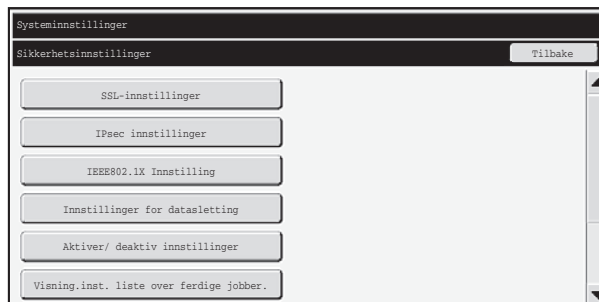 Systeminnstillinger
Sikkerhetsinnstillinger
Tilbake
SSL-innstillinger
IPsec innstillinger
IEEE802.1X Innstilling
Innstillinger for datasletting
Aktiver/ deaktiv innstillinger
Visning.inst. liste over ferdige jobber.